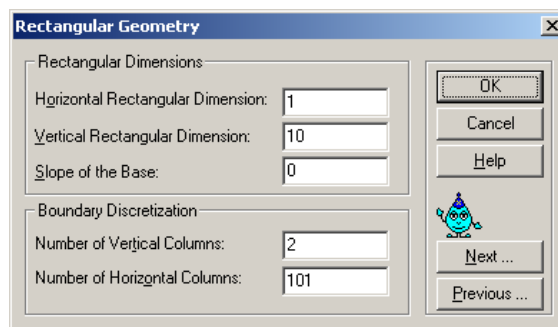 Rectangular Geometry
Rectangular Dimensions
Horizontal Rectangular Dimension: 1
Vertical Rectangular Dimension: 10
Slope of the Base: 0
Boundary Discretization
Number of Vertical Columns: 2
Number of Horizontal Columns: 101
OK
Cancel
Help
Next ...
Previous ...